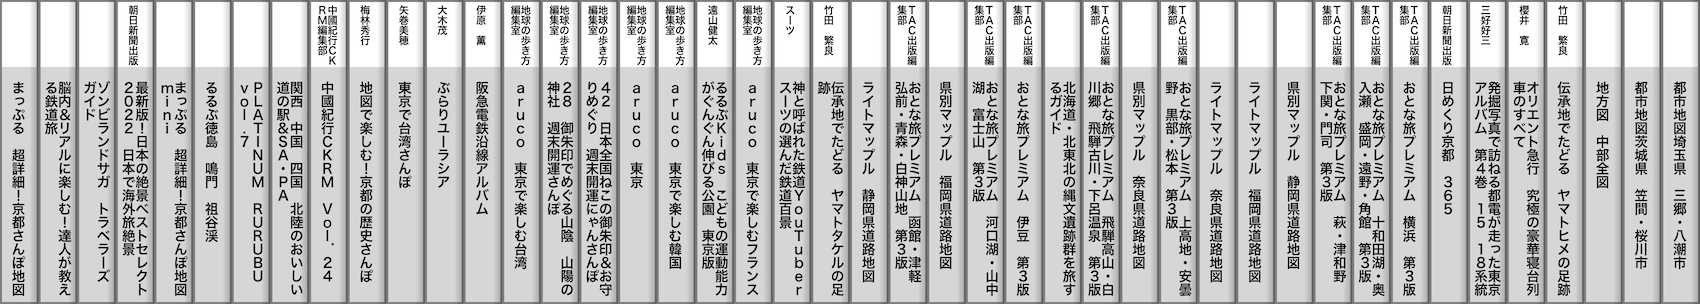 都市地図埼玉県　三郷・八潮市
都市地図茨城県　笠間・桜川市
地方図　中部全図
竹田　繁良
伝承地でたどる　ヤマトヒメの足跡
櫻井　寛
オリエント急行　究極の豪華寝台列
車のすべて
三好好三
発掘写真で訪ねる都電が走った東京
アルバム　第４巻　１５‐１８系統
朝日新聞出版
日めくり京都　３６５
ＴＡＣ出版編
集部
おとな旅プレミアム　横浜　第３版
ＴＡＣ出版編
集部
おとな旅プレミアム　十和田湖・奥
入瀬　盛岡・遠野・角館　第３版
ＴＡＣ出版編
集部
おとな旅プレミアム　萩・津和野
下関・門司　第３版
県別マップル　静岡県道路地図
ライトマップル　福岡県道路地図
ライトマップル　奈良県道路地図
ＴＡＣ出版編
集部
おとな旅プレミアム　上高地・安曇
野　黒部・松本　第３版
県別マップル　奈良県道路地図
ＴＡＣ出版編
集部
おとな旅プレミアム　飛騨高山・白
川郷　飛騨古川・下呂温泉　第３版
北海道・北東北の縄文遺跡群を旅す
るガイド
ＴＡＣ出版編
集部
おとな旅プレミアム　伊豆　第３版
ＴＡＣ出版編
集部
おとな旅プレミアム　河口湖・山中
湖　富士山　第３版
県別マップル　福岡県道路地図
ＴＡＣ出版編
集部
おとな旅プレミアム　函館・津軽
弘前・青森・白神山地　第３版
ライトマップル　静岡県道路地図
竹田　繁良
伝承地でたどる　ヤマトタケルの足
跡
スーツ
神と呼ばれた鉄道ＹｏｕＴｕｂｅｒ
スーツの選んだ鉄道百景
地球の歩き方
編集室
ａｒｕｃｏ　東京で楽しむフランス
遠山健太
るるぶＫｉｄｓ　こどもの運動能力
がぐんぐん伸びる公園　東京版
地球の歩き方
編集室
ａｒｕｃｏ　東京で楽しむ韓国
地球の歩き方
編集室
ａｒｕｃｏ　東京
地球の歩き方
編集室
４２　日本全国ねこの御朱印＆お守
りめぐり　週末開運にゃんさんぽ
地球の歩き方
編集室
２８　御朱印でめぐる山陰　山陽の
神社　週末開運さんぽ
地球の歩き方
編集室
ａｒｕｃｏ　東京で楽しむ台湾
伊原　薫
阪急電鉄沿線アルバム
大木茂
ぶらりユーラシア
矢巻美穂
東京で台湾さんぽ
梅林秀行
地図で楽しむ！京都の歴史さんぽ
中國紀行ＣＫ
ＲＭ編集部
中國紀行ＣＫＲＭ　Ｖｏｌ．２４
関西　中国　四国　北陸のおいしい
道の駅＆ＳＡ・ＰＡ
ＰＬＡＴＩＮＵＭ　ＲＵＲＵＢＵ
ｖｏｌ．７
るるぶ徳島　鳴門　祖谷渓
まっぷる　超詳細！京都さんぽ地図
ｍｉｎｉ
朝日新聞出版
最新版！日本の絶景ベストセレクト
２０２２　日本で海外旅絶景
ゾンビランドサガ　トラベラーズ
ガイド
脳内＆リアルに楽しむ！達人が教え
る鉄道旅
まっぷる　超詳細！京都さんぽ地図